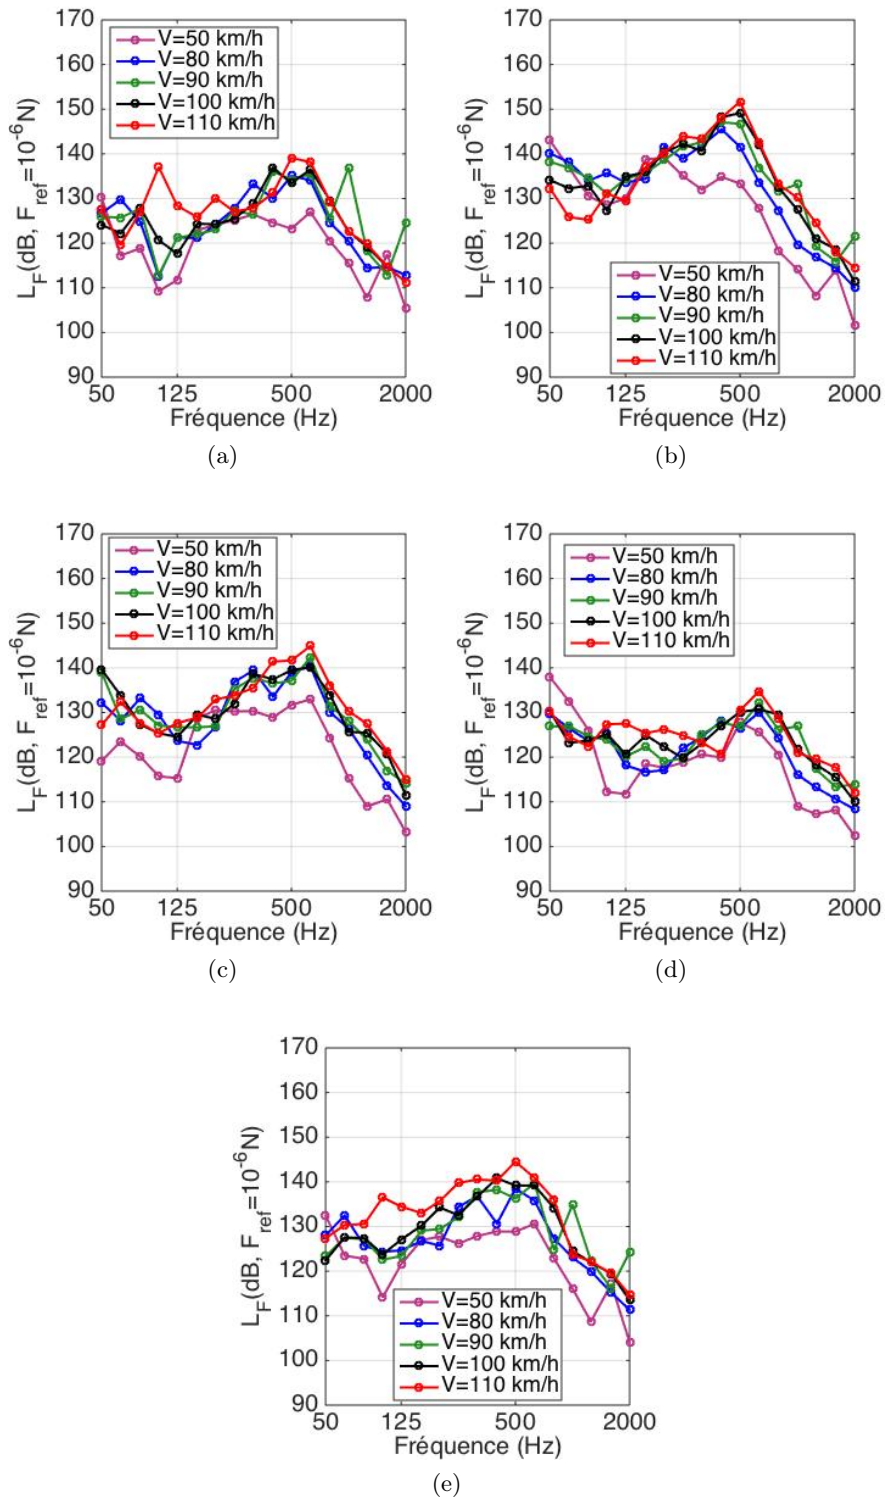 170
160
150
140
130
120
110
100
90
L_F(dB, F_ref=10^-6N)
V=50 km/h
V=80 km/h
V=90 km/h
V=100 km/h
V=110 km/h
50 125 500 2000
Fréquence (Hz)
(a)
170
160
150
140
130
120
110
100
90
L_F(dB, F_ref=10^-6N)
V=50 km/h
V=80 km/h
V=90 km/h
V=100 km/h
V=110 km/h
50 125 500 2000
Fréquence (Hz)
(b)
170
160
150
140
130
120
110
100
90
L_F(dB, F_ref=10^-6N)
V=50 km/h
V=80 km/h
V=90 km/h
V=100 km/h
V=110 km/h
50 125 500 2000
Fréquence (Hz)
(c)
170
160
150
140
130
120
110
100
90
L_F(dB, F_ref=10^-6N)
V=50 km/h
V=80 km/h
V=90 km/h
V=100 km/h
V=110 km/h
50 125 500 2000
Fréquence (Hz)
(d)
170
160
150
140
130
120
110
100
90
L_F(dB, F_ref=10^-6N)
V=50 km/h
V=80 km/h
V=90 km/h
V=100 km/h
V=110 km/h
50 125 500 2000
Fréquence (Hz)
(e)